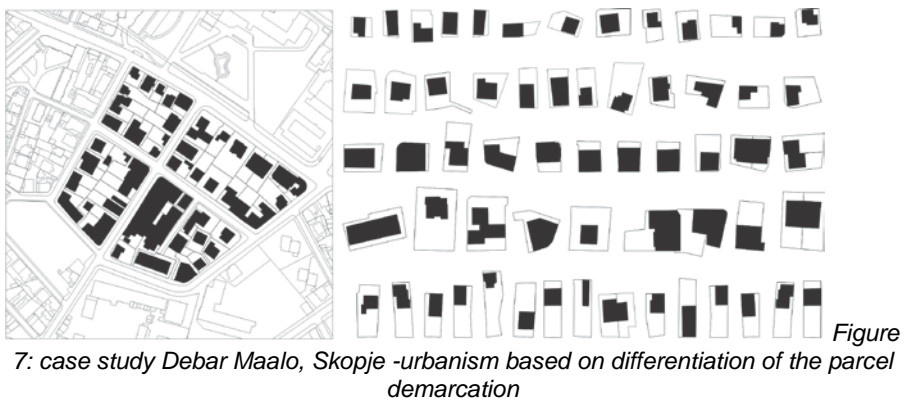 Figure
7: case study Debar Maalo, Skopje -urbanism based on differentiation of the parcel
demarcation